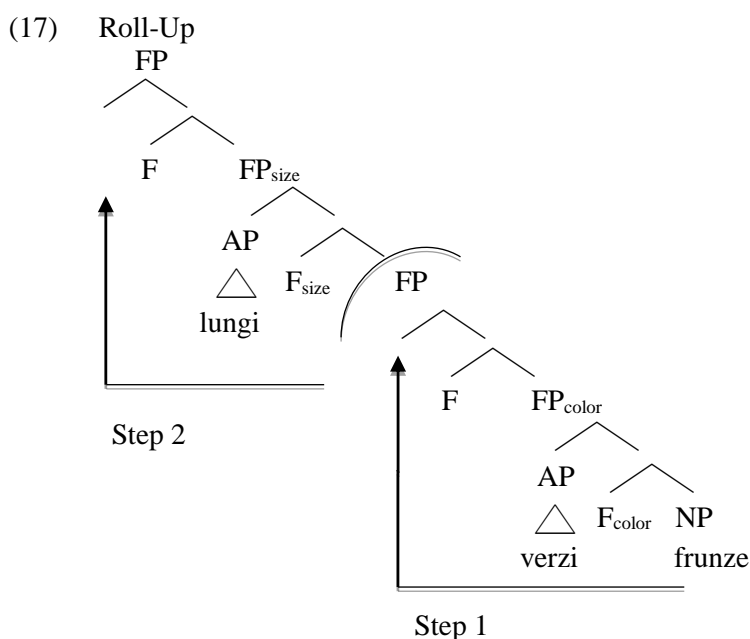 (17) Roll-Up
FP
F FPsize
AP Fsize FP
lungi
F FPcolor
Step 2
AP Fcolor NP
verzi frunze
Step 1